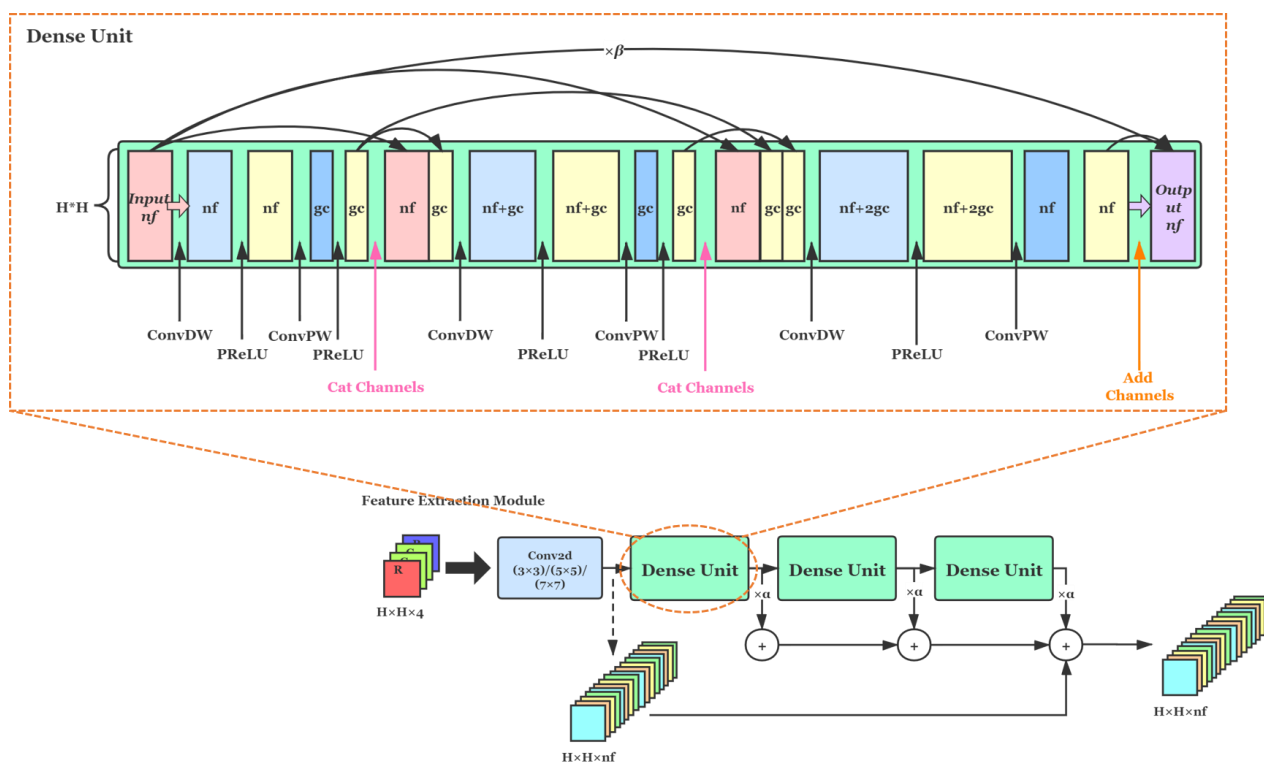 Dense Unit
×β
H*H
Input
nf
nf
nf
gc
gc
nf
gc
nf+gc
nf+gc
gc
gc
nf
gc
gc
nf+2gc
nf+2gc
nf
nf
Outp
ut
nf
ConvDW
PReLU
ConvPW
PReLU
ConvDW
PReLU
ConvPW
PReLU
ConvDW
PReLU
ConvPW
Cat Channels
Cat Channels
Add
Channels
Feature Extraction Module
R
H×H×4
Conv2d
(3×3)/(5×5)/
(7×7)
Dense Unit
Dense Unit
Dense Unit
×α
×α
×α
+
+
+
H×H×nf
H×H×nf